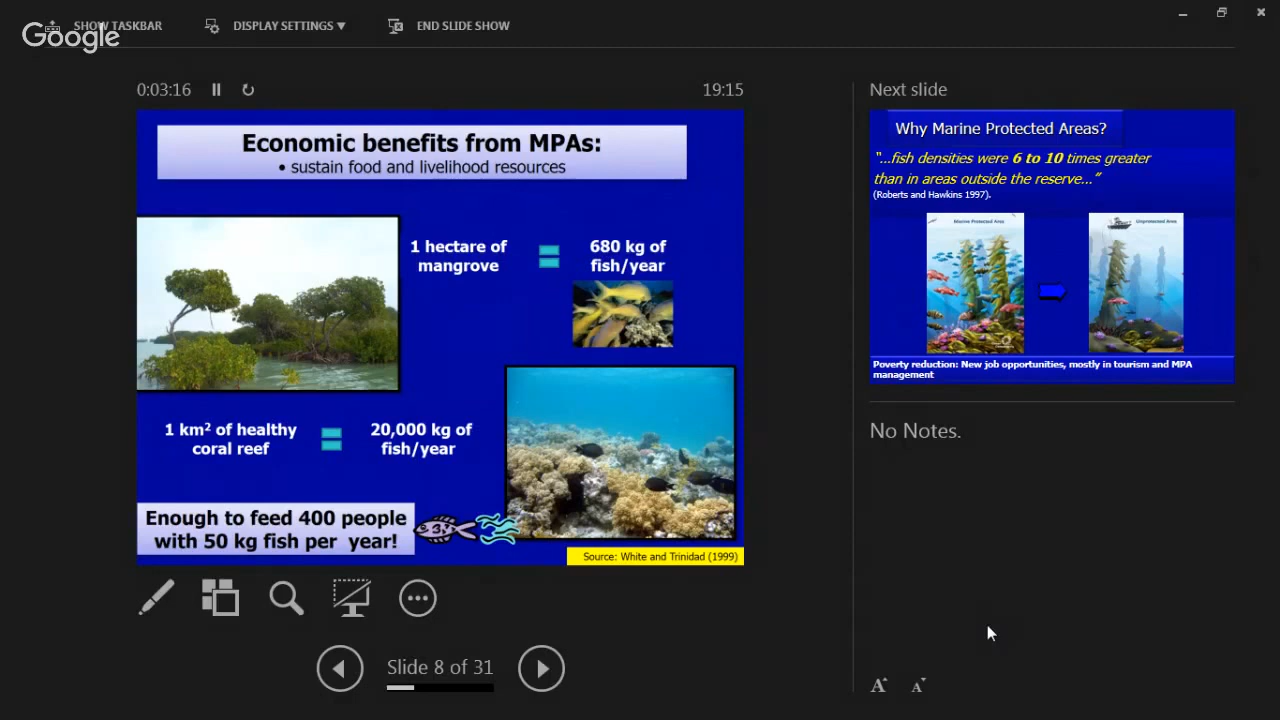 SHOW TASKBAR
DISPLAY SETTINGS ▼
END SLIDE SHOW
Google
0:03:16
19:15
Economic benefits from MPAs:
• sustain food and livelihood resources
1 hectare of
mangrove
680 kg of
fish/year
1 km² of healthy
coral reef
20,000 kg of
fish/year
Enough to feed 400 people
with 50 kg fish per year!
Source: White and Trinidad (1999)
Slide 8 of 31
Next slide
Why Marine Protected Areas?
“...fish densities were 6 to 10 times greater
than in areas outside the reserve...”
(Roberts and Hawkins 1997).
Marine Protected Area
Unprotected Area
Poverty reduction: New job opportunities, mostly in tourism and MPA
management
No Notes.
A
A